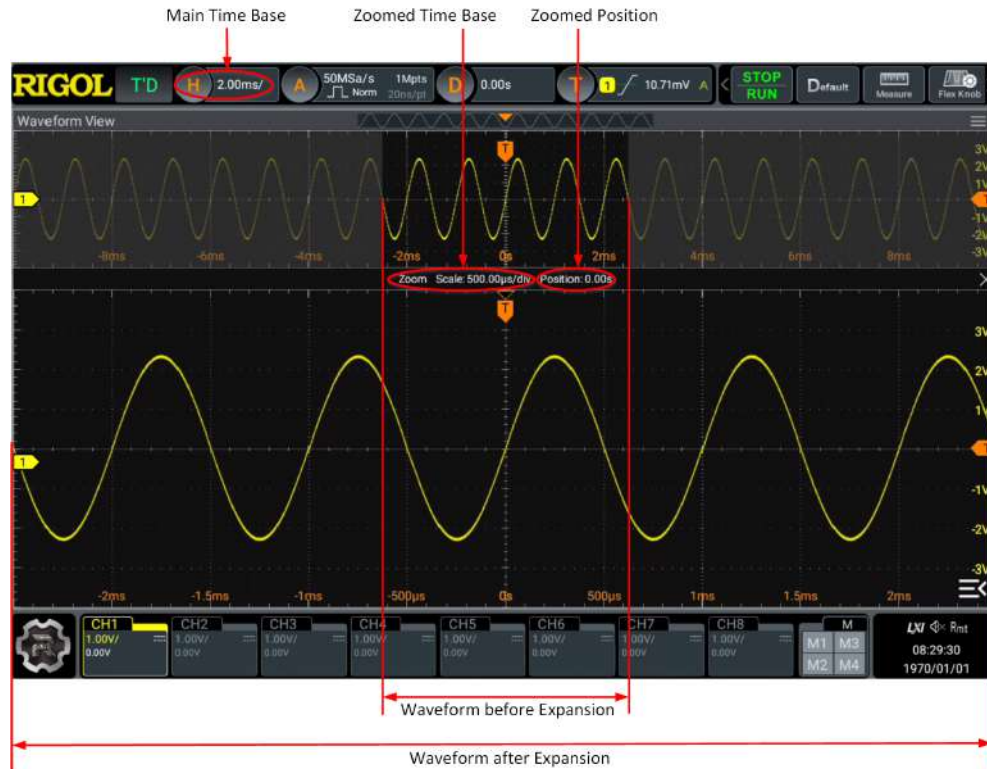 Main Time Base Zoomed Time Base Zoomed Position
RIGOL T'D H 2.00ms/ A 50MSa/s 1Mpts Norm 20ns/pt D 0.00s T 1 10.71mV A STOP RUN Default Measure Flex Knob
Waveform View
T
3V
2V
1V
1
-1V
-2V
-3V
-8ms -6ms -4ms -2ms 0s 2ms 4ms 6ms 8ms
Zoom Scale: 500.00µs/div Position: 0.00s
T
3V
2V
1V
1
-1V
-2V
-3V
-2ms -1.5ms -1ms -500µs 0s 500µs 1ms 1.5ms 2ms
CH1 CH2 CH3 CH4 CH5 CH6 CH7 CH8 M
1.00V/ 1.00V/ 1.00V/ 1.00V/ 1.00V/ 1.00V/ 1.00V/ 1.00V/
0.00V 0.00V 0.00V 0.00V 0.00V 0.00V 0.00V 0.00V
M1 M3
M2 M4
LXI Rmt
08:29:30
1970/01/01
Waveform before Expansion
Waveform after Expansion